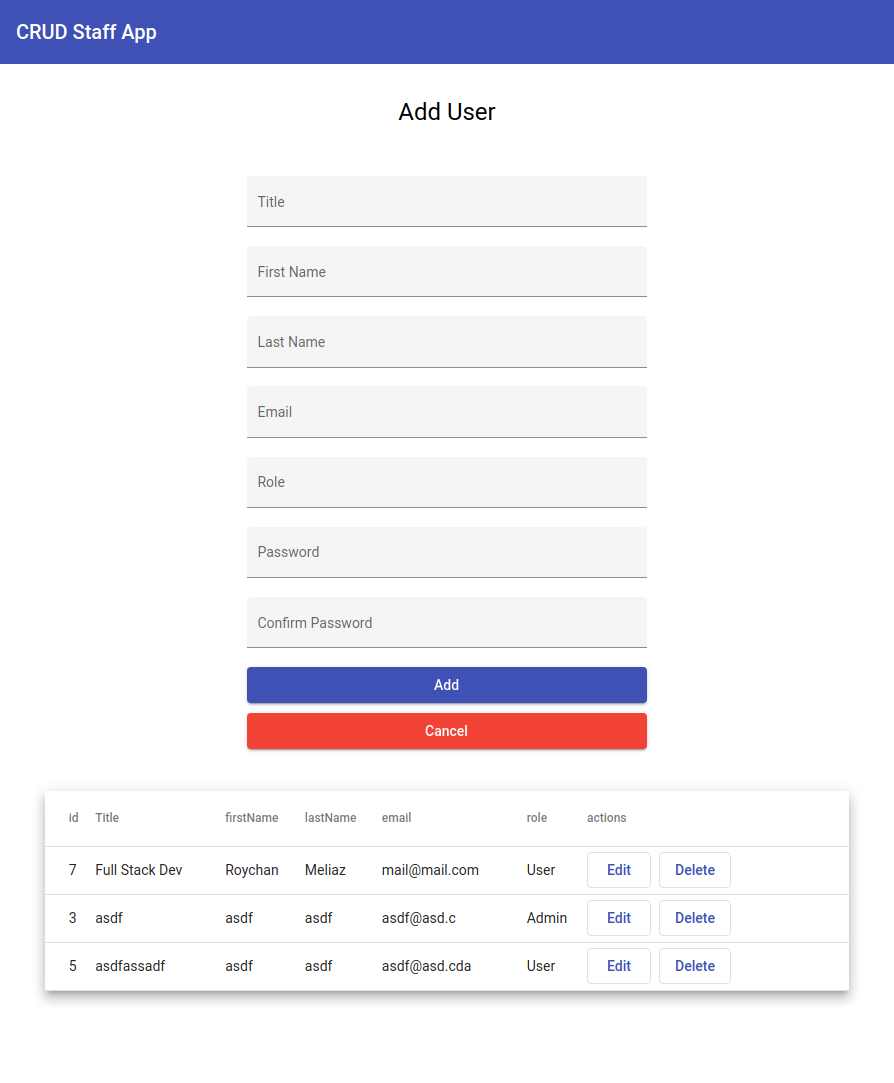 CRUD Staff App
Add User
Title
First Name
Last Name
Email
Role
Password
Confirm Password
Add
Cancel
id Title firstName lastName email role actions
7 Full Stack Dev Roychan Meliaz mail@mail.com User Edit Delete
3 asdf asdf asdf asdf@asd.c Admin Edit Delete
5 asdfassadf asdf asdf asdf@asd.cda User Edit Delete